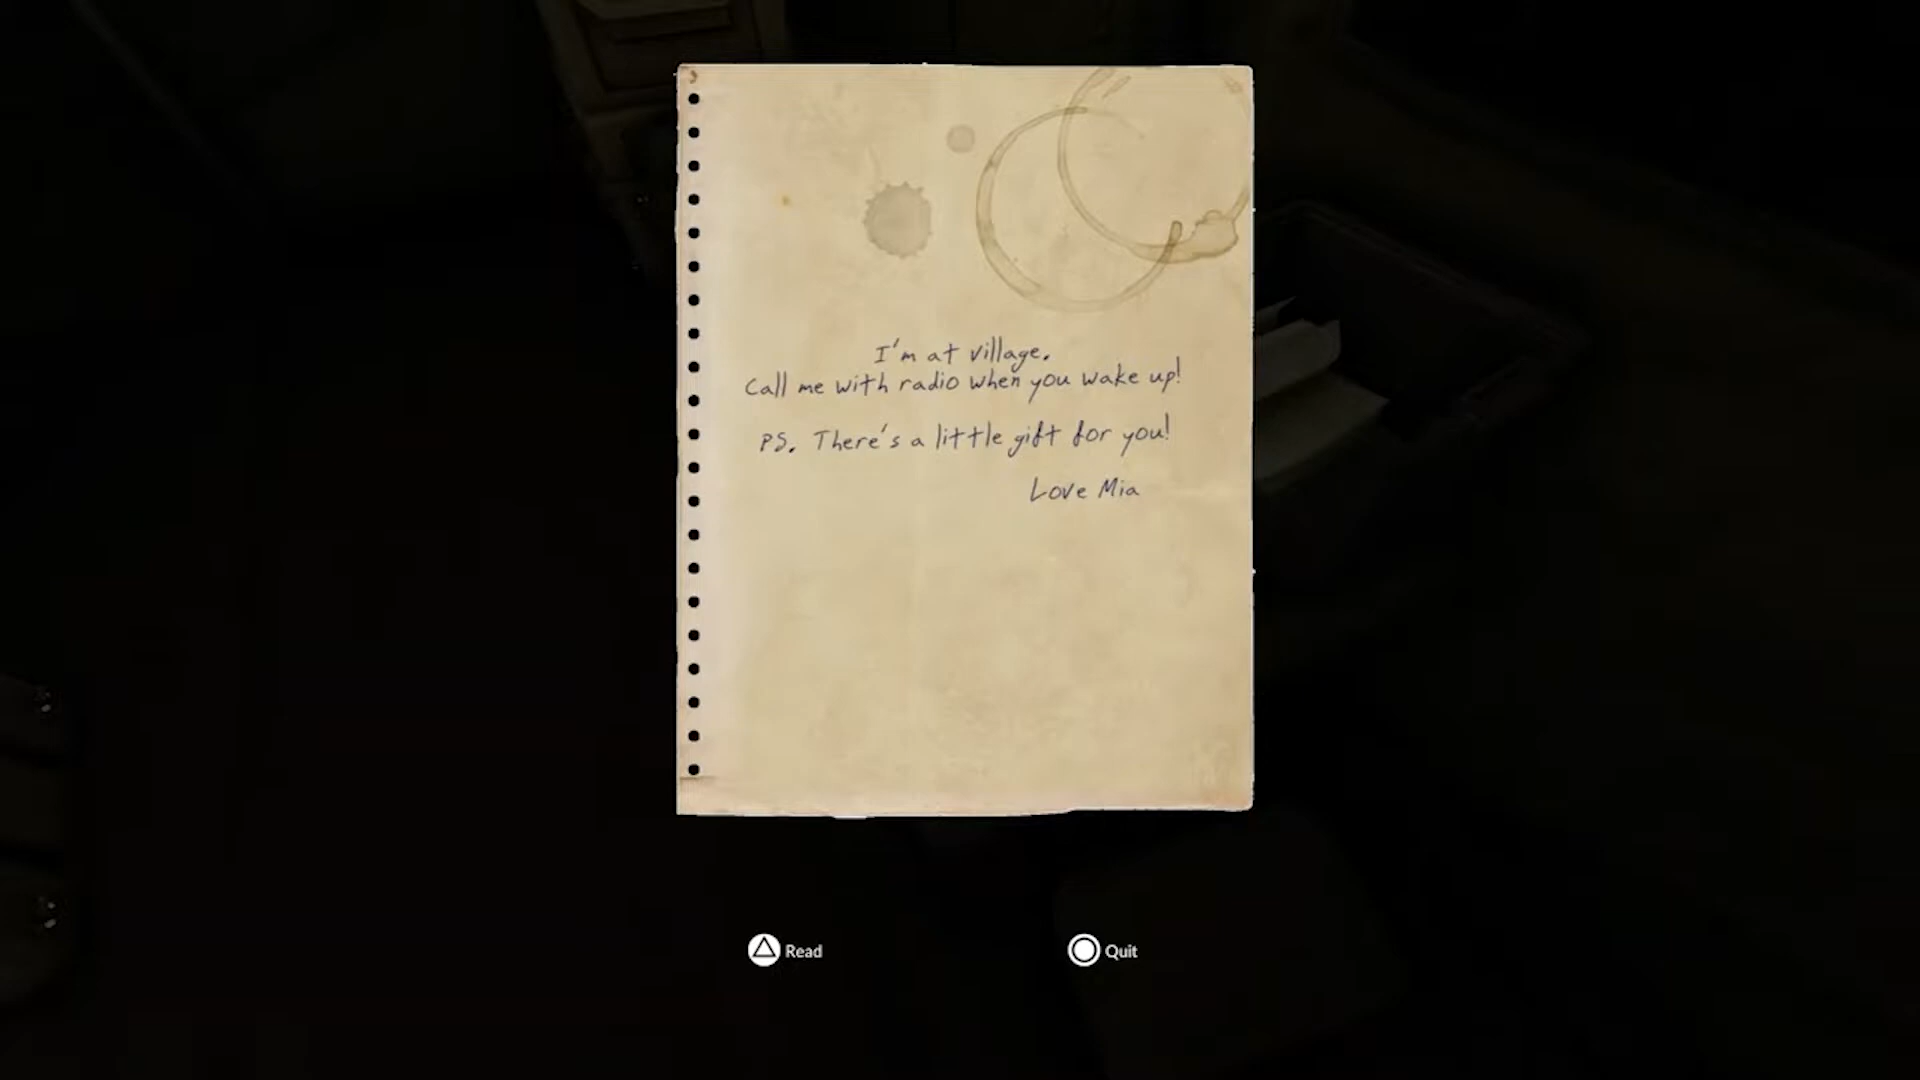 I'm at village.
Call me with radio when you wake up!
PS. There's a little gift for you!
Love Mia
Read
Quit